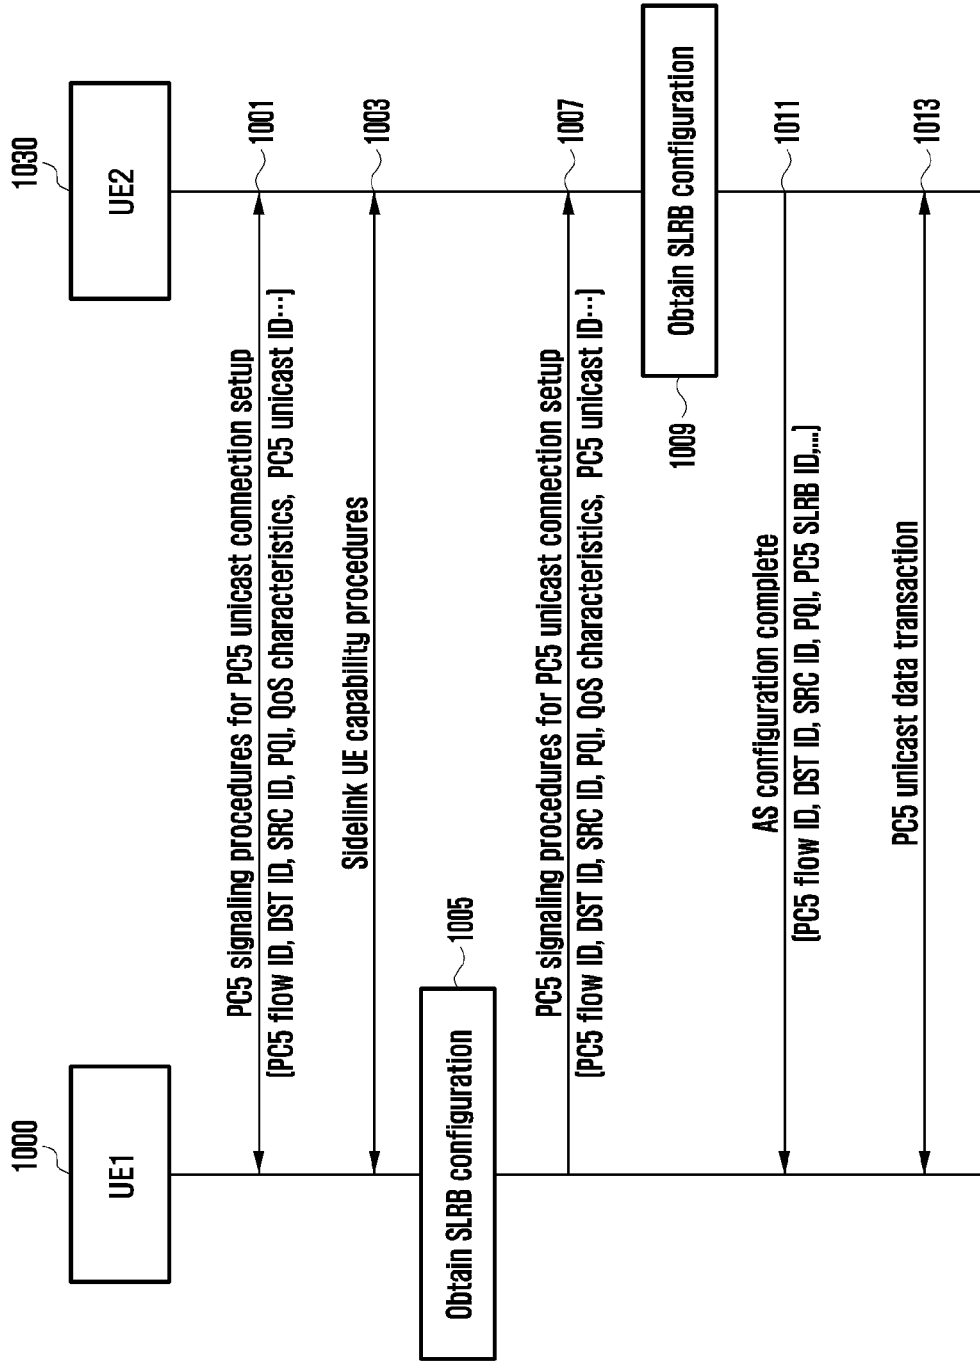 1000
UE1
1030
UE2
PC5 signaling procedures for PC5 unicast connection setup
(PC5 flow ID, DST ID, SRC ID, PQI, QoS characteristics, PC5 unicast ID···)
1001
Sidelink UE capability procedures
1003
Obtain SLRB configuration
1005
PC5 signaling procedures for PC5 unicast connection setup
(PC5 flow ID, DST ID, SRC ID, PQI, QoS characteristics, PC5 unicast ID···)
1007
Obtain SLRB configuration
1009
AS configuration complete
(PC5 flow ID, DST ID, SRC ID, PQI, PC5 SLRB ID,...)
1011
PC5 unicast data transaction
1013